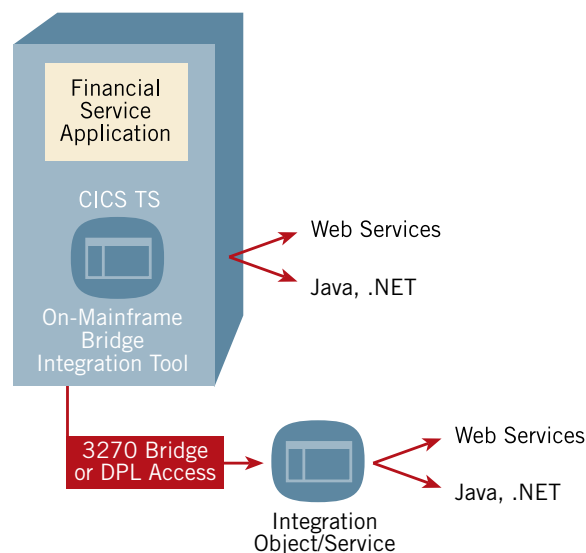 Financial
Service
Application
CICS TS
On-Mainframe
Bridge
Integration Tool
Web Services
Java, .NET
3270 Bridge
or DPL Access
Integration
Object/Service
Web Services
Java, .NET